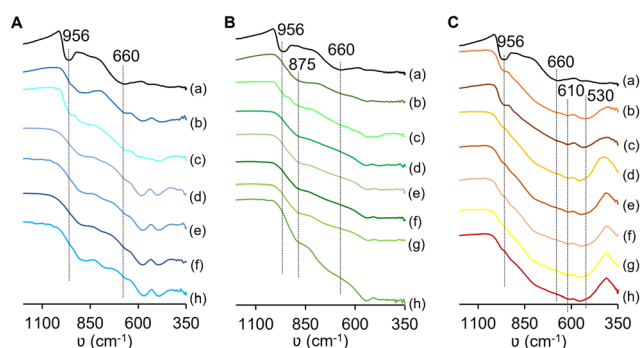 A
956
660
(a)
(b)
(c)
(d)
(e)
(f)
(h)
1100 850 600 350
υ (cm⁻¹)
B
956
875
660
(a)
(b)
(c)
(d)
(e)
(f)
(g)
(h)
1100 850 600 350
υ (cm⁻¹)
C
956
660
610
530
(a)
(b)
(c)
(d)
(e)
(f)
(g)
(h)
1100 850 600 350
υ (cm⁻¹)